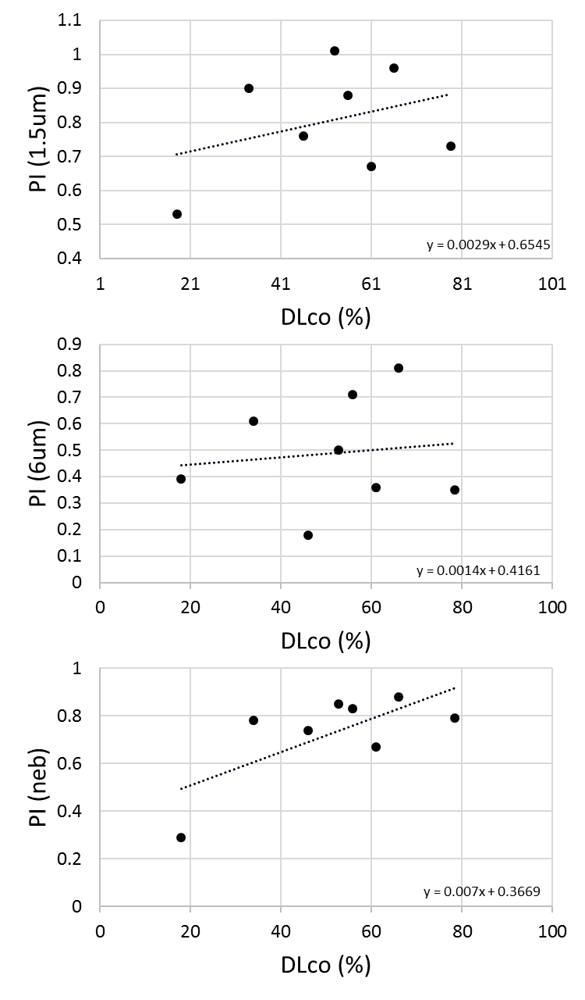 1.1
1
0.9
0.8
0.7
0.6
0.5
0.4
PI (1.5um)
y = 0.0029x + 0.6545
1 21 41 61 81 101
DLco (%)
0.9
0.8
0.7
0.6
0.5
0.4
0.3
0.2
0.1
0
PI (6um)
y = 0.0014x + 0.4161
0 20 40 60 80 100
DLco (%)
1
0.8
0.6
0.4
0.2
0
PI (neb)
y = 0.007x + 0.3669
0 20 40 60 80 100
DLco (%)